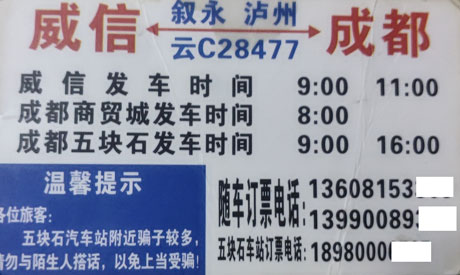 威信 叙永 泸州 成都
云C28477
威信发车时间 9:00 11:00
成都商贸城发车时间 8:00
成都五块石发车时间 9:00 16:00
温馨提示
各位旅客:
五块石汽车站附近骗子较多,
请勿与陌生人搭话,以免上当受骗!
随车订票电话:13608153
13990089
五块石车站订票电话:18980000